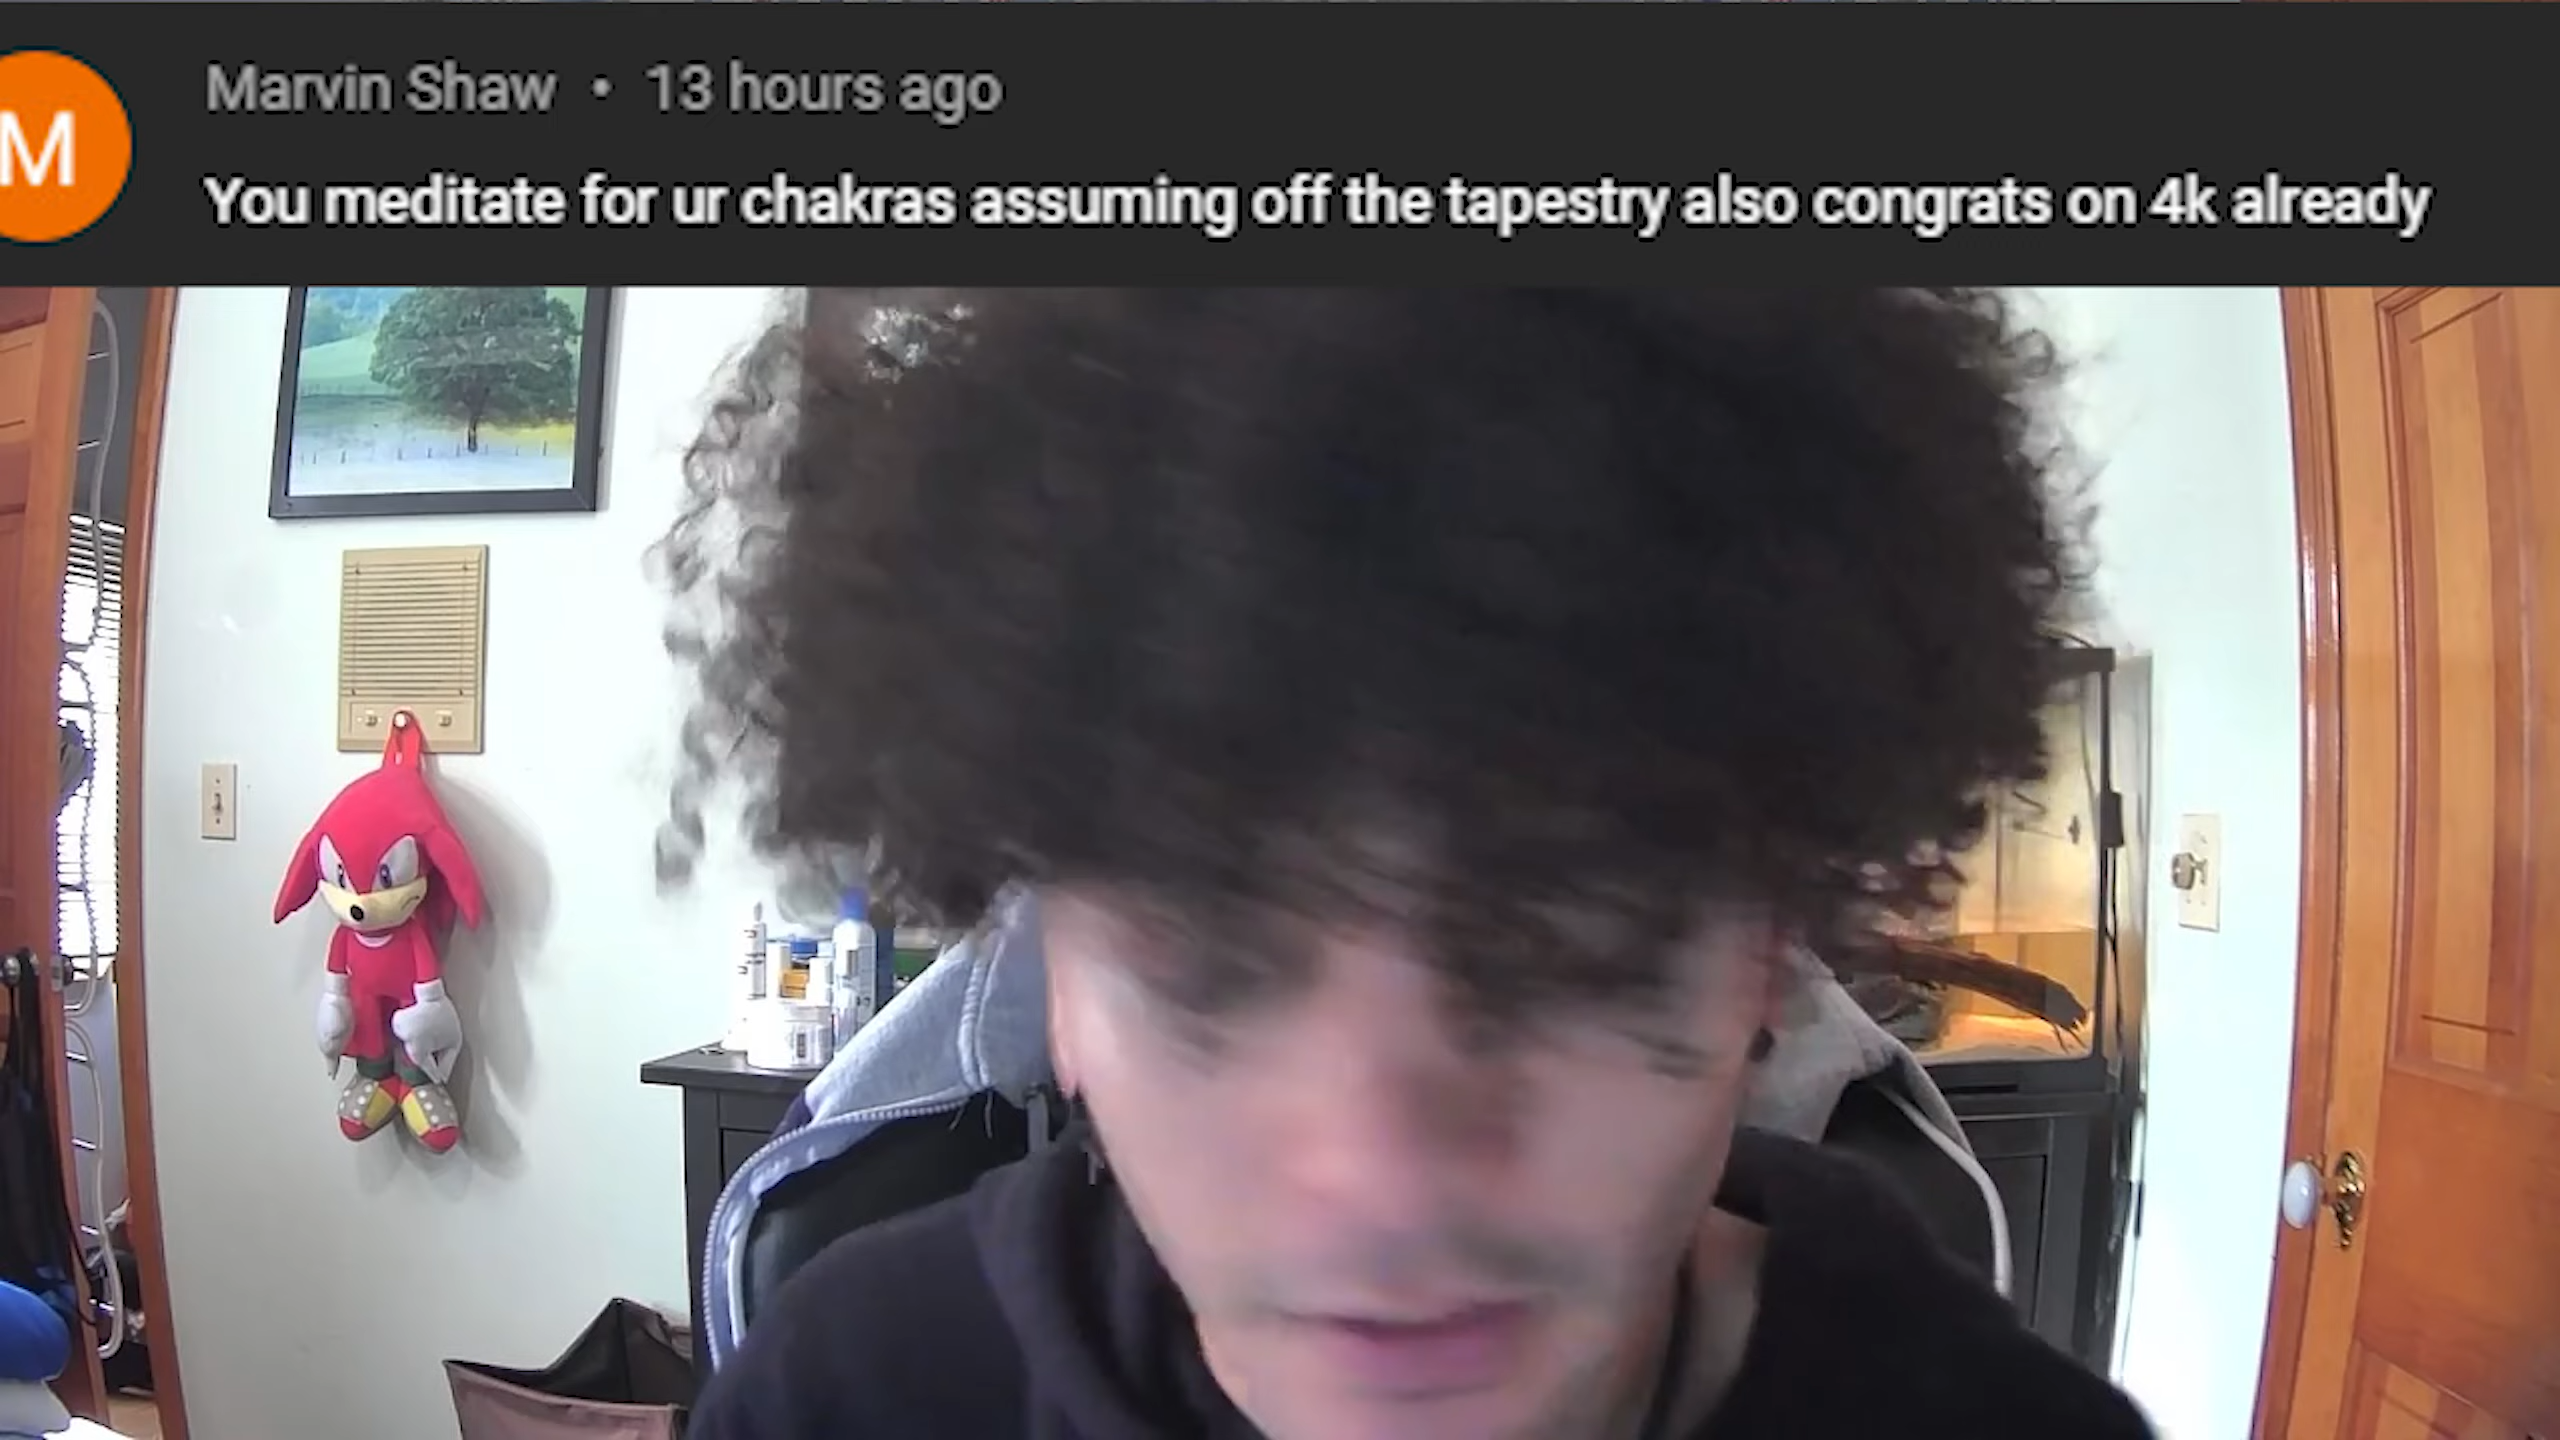 M
Marvin Shaw • 13 hours ago
You meditate for ur chakras assuming off the tapestry also congrats on 4k already